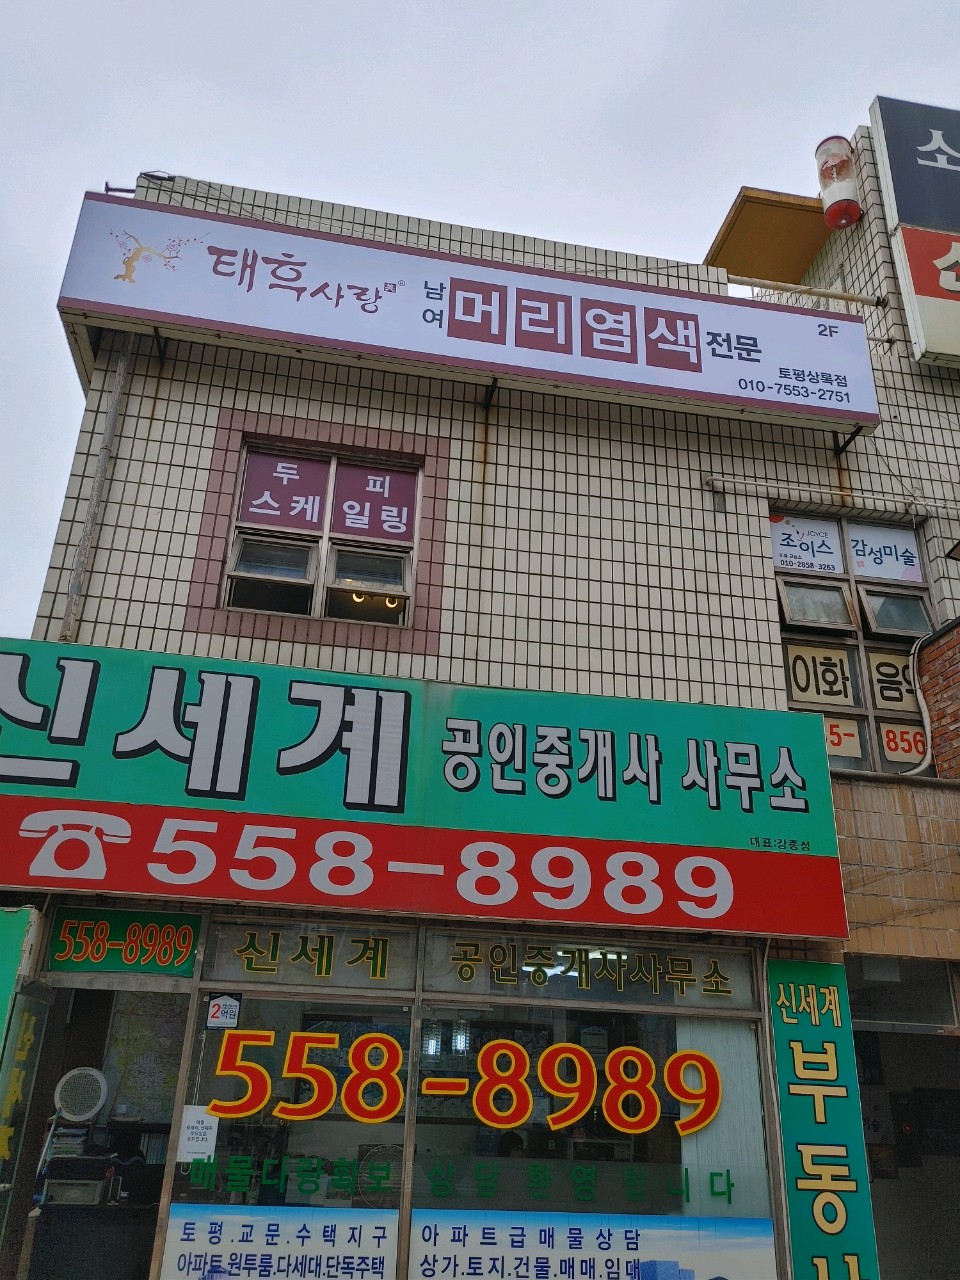 태흑사랑
남여 머리염색 전문
2F
토평상록점
010-7553-2751
두피
스케일링
JOYCE
조이스
010-2858-3263
감성미술
이화
856
신세계
공인중개사 사무소
대표:강종성
☎558-8989
558-8989
신세계
공인중개사사무소
2억원
558-8989
매물다량확보 상담환영합니다
토평.교문.수택지구
아파트.원투룸.다세대.단독주택
아파트급매물상담
상가.토지.건물.매매.임대
신세계
부동